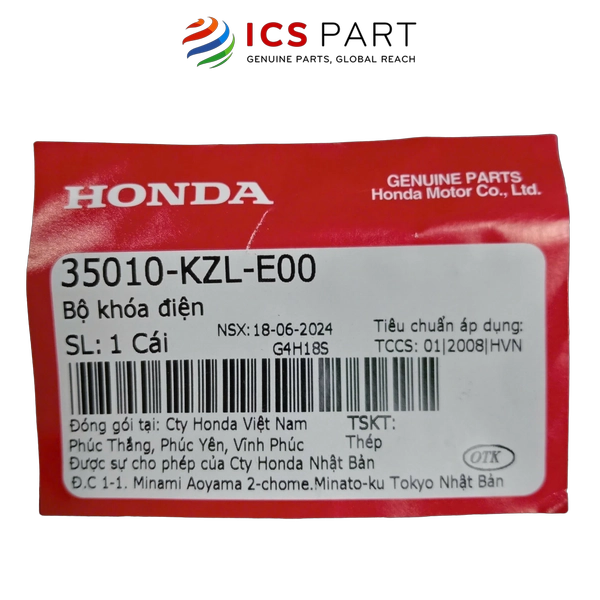 ICS PART
GENUINE PARTS, GLOBAL REACH
HONDA
GENUINE PARTS
Honda Motor Co., Ltd.
35010-KZL-E00
Bộ khóa điện
NSX: 18-06-2024
Tiêu chuẩn áp dụng:
SL: 1 Cái
G4H18S
TCCS: 01|2008|HVN
Đóng gói tại: Cty Honda Việt Nam
TSKT:
Phúc Thắng, Phúc Yên, Vĩnh Phúc
Thép
Được sự cho phép của Cty Honda Nhật Bản
OTK
Đ.C 1-1. Minami Aoyama 2-chome.Minato-ku Tokyo Nhật Bản